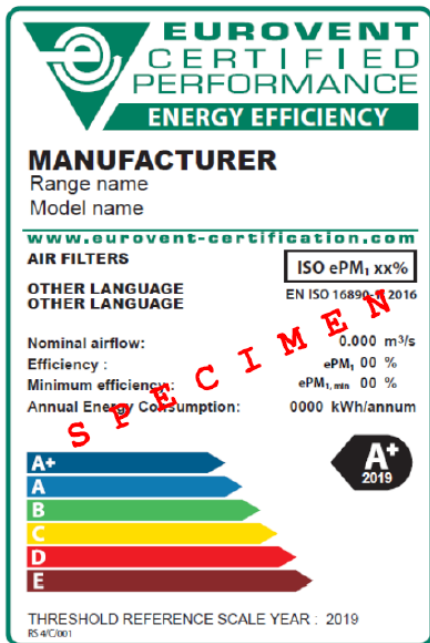 EUROVENT
CERTIFIED
PERFORMANCE
ENERGY EFFICIENCY
MANUFACTURER
Range name
Model name
www.eurovent-certification.com
AIR FILTERS
ISO ePM₁ xx%
OTHER LANGUAGE
OTHER LANGUAGE
EN ISO 16890-1:2016
Nominal airflow: 0.000 m³/s
Efficiency : ePM₁ 00 %
Minimum efficiency: ePM₁, min 00 %
Annual Energy Consumption: 0000 kWh/annum
SPECIMEN
A+
A
B
C
D
E
A+
2019
THRESHOLD REFERENCE SCALE YEAR : 2019
RS 4/C/001